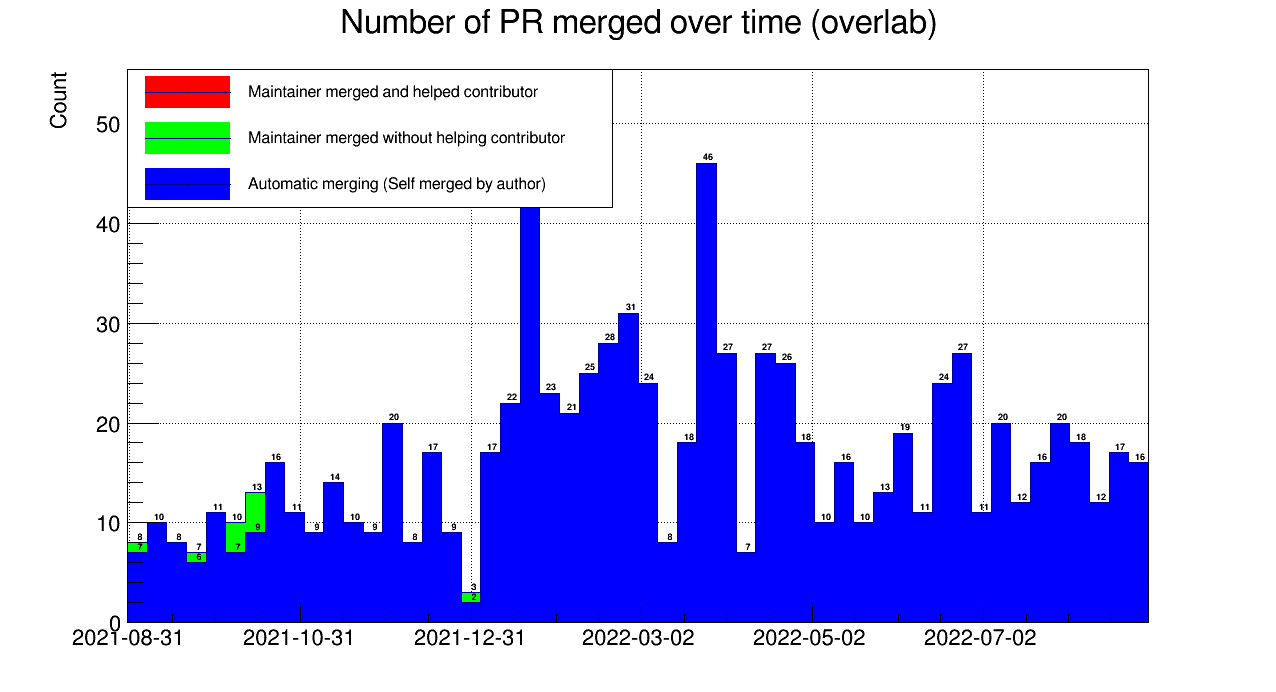 Number of PR merged over time (overlab)
Count
Maintainer merged and helped contributor
Maintainer merged without helping contributor
Automatic merging (Self merged by author)
50
40
30
20
10
0
8 7 10 8 7 6 11 10 7 13 9 16 11 9 14 10 9 20 8 17 9 3 2 17 22 23 21 25 28 31 24 8 18 46 27 7 27 26 18 10 16 10 13 19 11 24 27 11 20 12 16 20 18 12 17 16
2021-08-31 2021-10-31 2021-12-31 2022-03-02 2022-05-02 2022-07-02